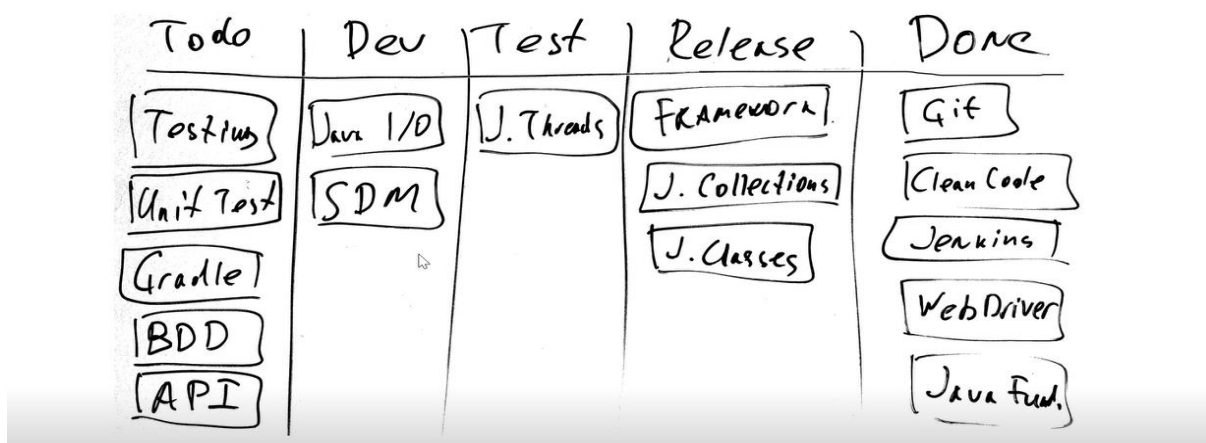 Todo
Dev
Test
Release
Done
Testing
Unit Test
Gradle
BDD
API
Java I/O
SDM
J. Threads
Framework
J. Collections
J. Classes
Git
Clean Code
Jenkins
WebDriver
Java Fund.